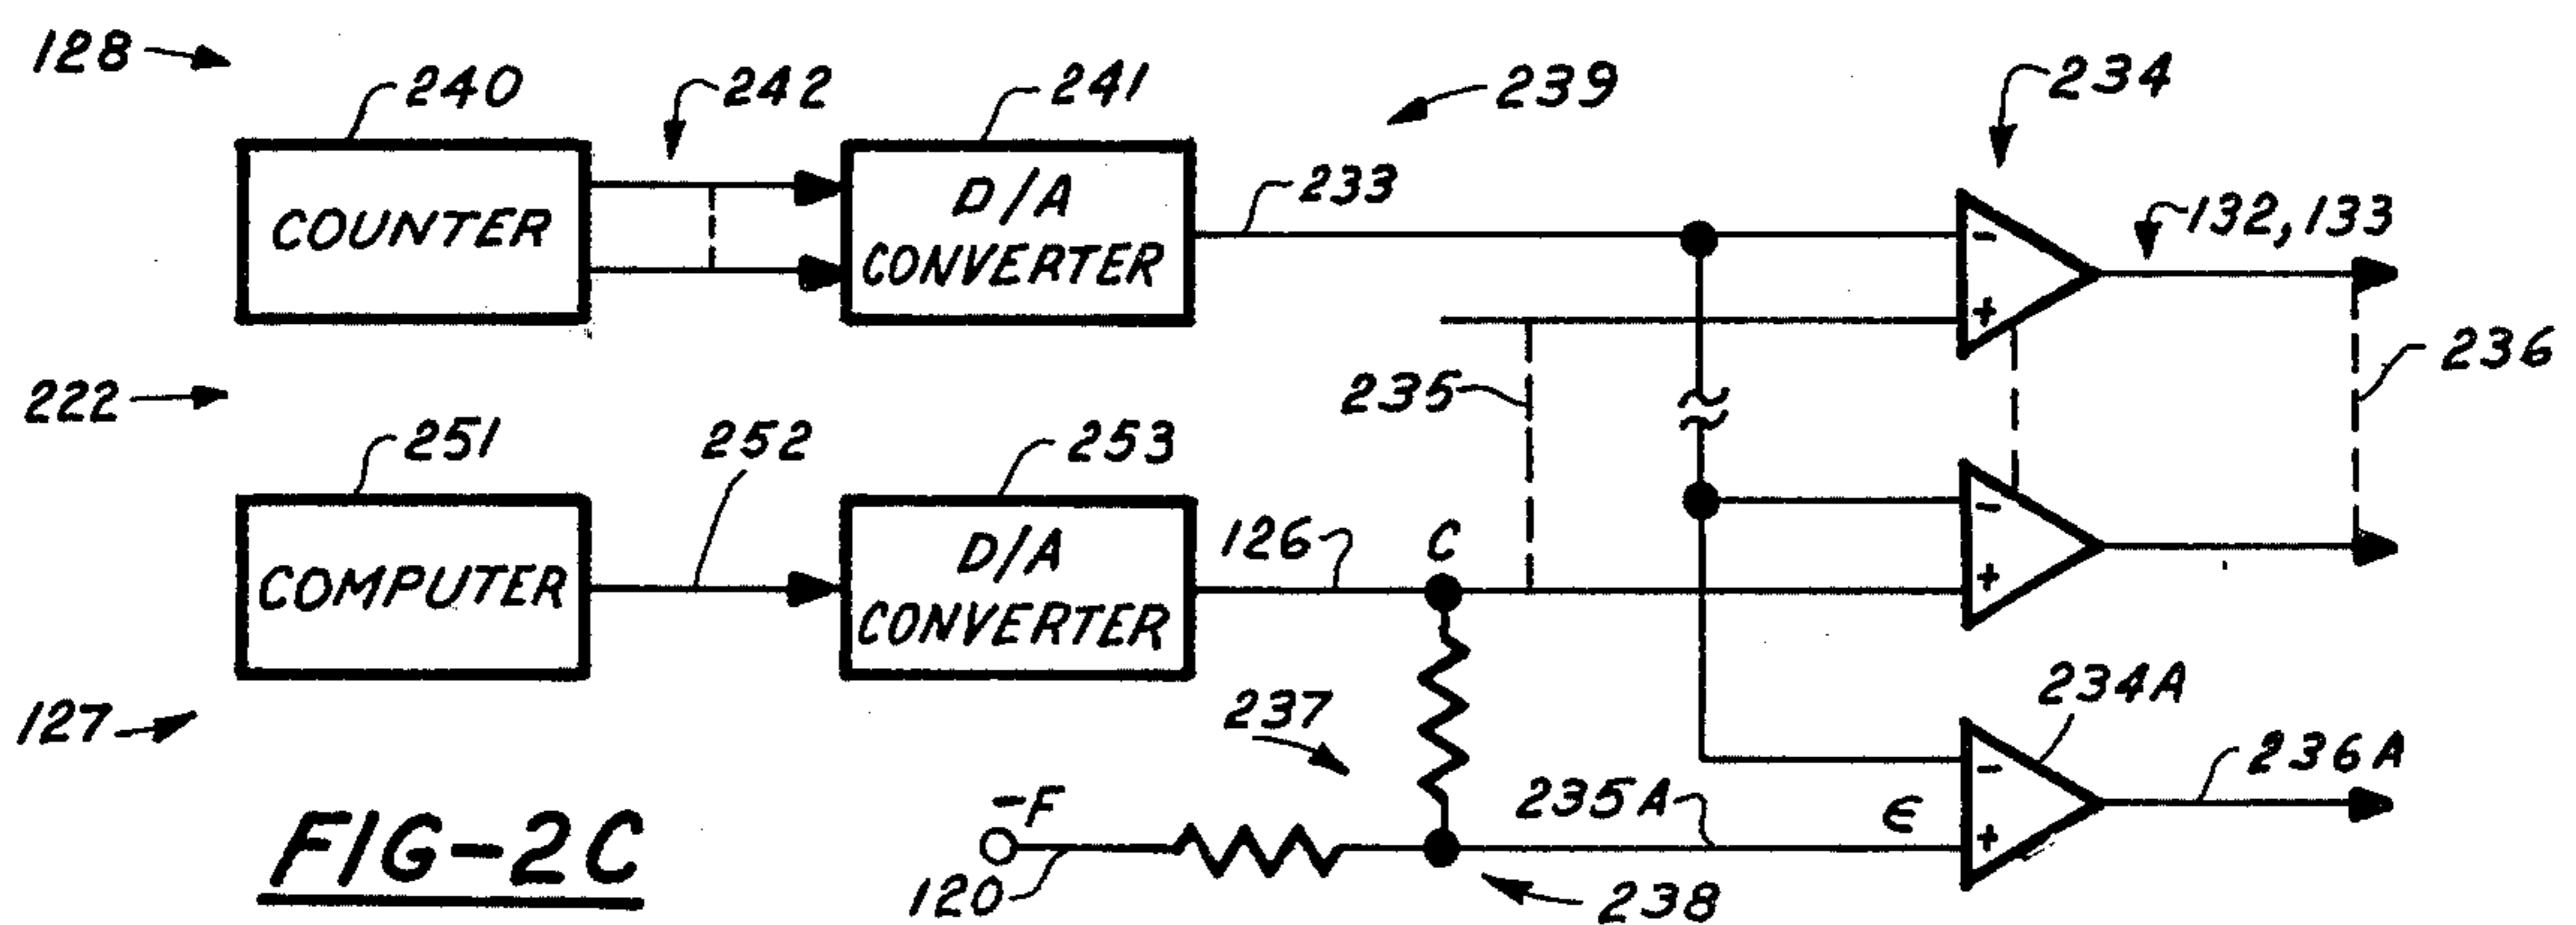 128
240
242
241
239
234
COUNTER
D/A
CONVERTER
233
-
+
132,133
235
236
222
251
252
253
COMPUTER
D/A
CONVERTER
126
C
-
+
127
237
234A
-F
120
235A
ϵ
-
+
236A
238
FIG-2C